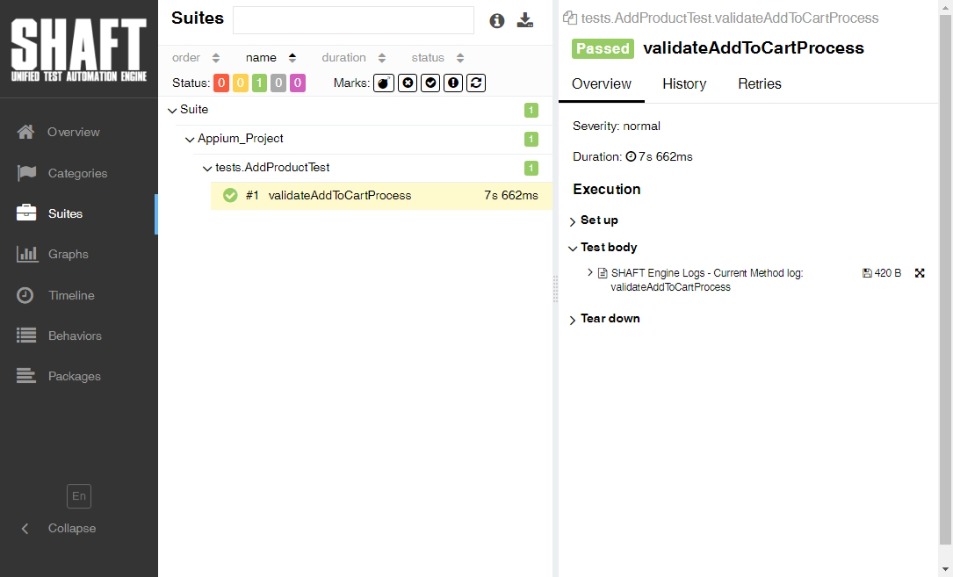 SHAFT
UNIFIED TEST AUTOMATION ENGINE
Overview
Categories
Suites
Graphs
Timeline
Behaviors
Packages
En
Collapse
Suites
order name duration status
Status: 0 0 1 0 0 Marks:
Suite 1
Appium_Project 1
tests.AddProductTest 1
#1 validateAddToCartProcess 7s 662ms
tests.AddProductTest.validateAddToCartProcess
Passed validateAddToCartProcess
Overview History Retries
Severity: normal
Duration: 7s 662ms
Execution
Set up
Test body
SHAFT Engine Logs - Current Method log: 420 B
validateAddToCartProcess
Tear down